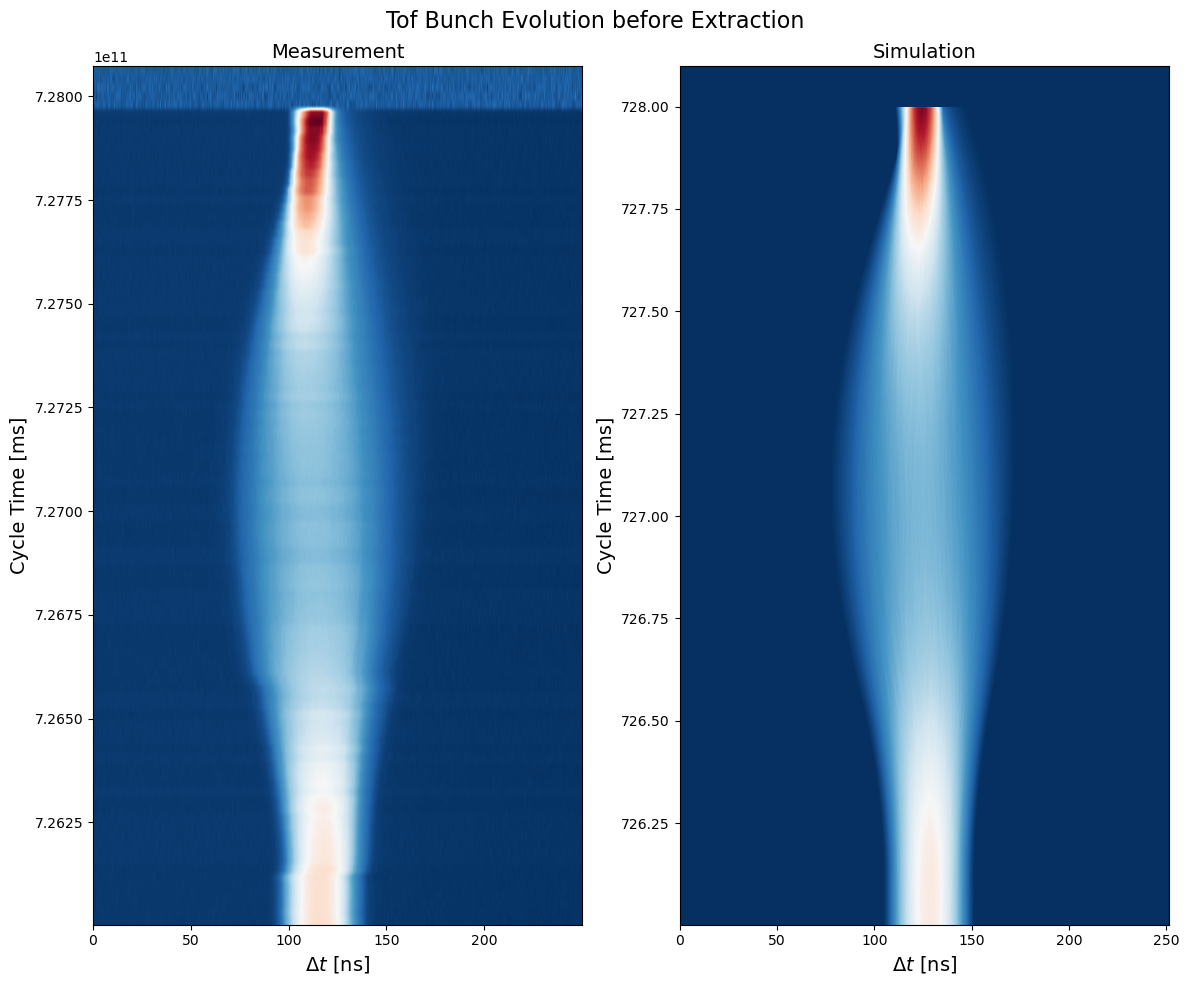 Tof Bunch Evolution before Extraction
Measurement
1e11
7.2800
7.2775
7.2750
7.2725
7.2700
7.2675
7.2650
7.2625
Cycle Time [ms]
0 50 100 150 200
Δt [ns]
Simulation
728.00
727.75
727.50
727.25
727.00
726.75
726.50
726.25
Cycle Time [ms]
0 50 100 150 200 250
Δt [ns]